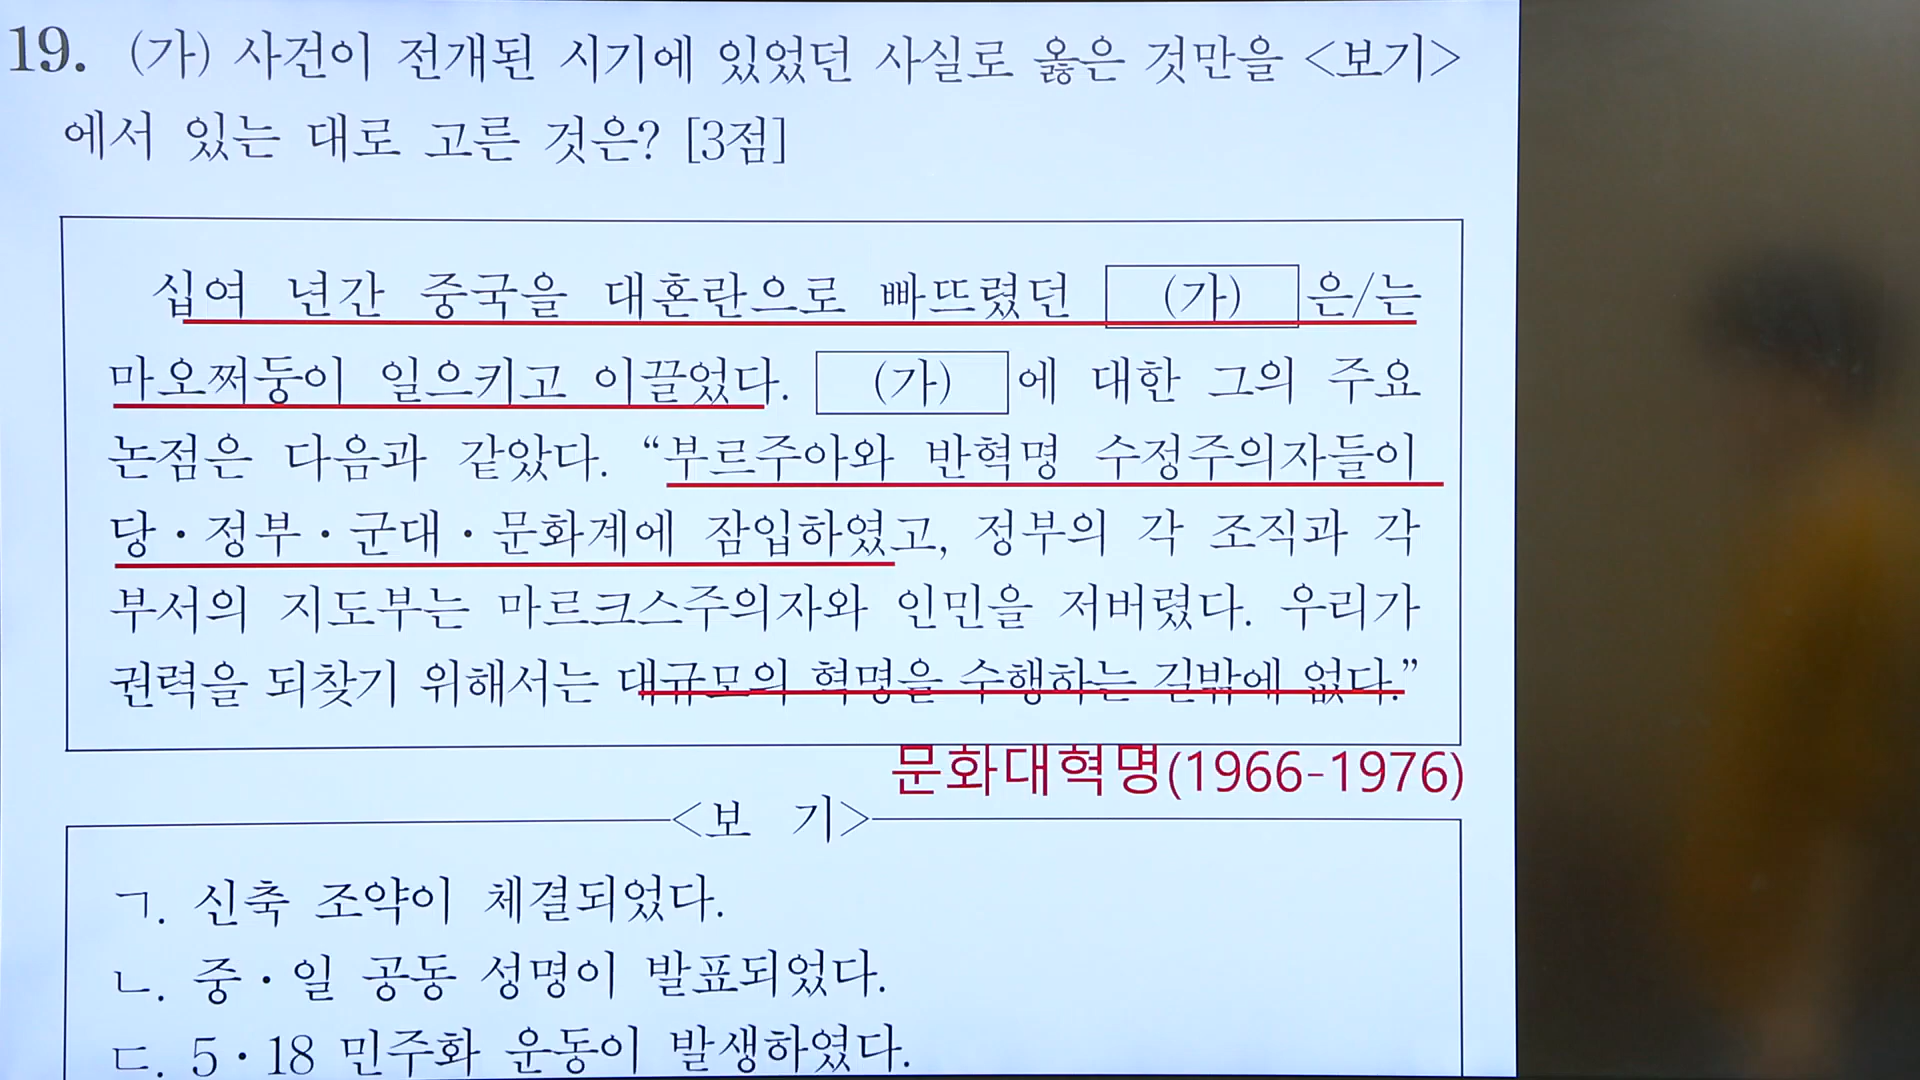 19. (가) 사건이 전개된 시기에 있었던 사실로 옳은 것만을 <보기>
에서 있는 대로 고른 것은? [3점]
십여 년간 중국을 대혼란으로 빠뜨렸던 (가) 은/는
마오쩌둥이 일으키고 이끌었다. (가) 에 대한 그의 주요
논점은 다음과 같았다. “부르주아와 반혁명 수정주의자들이
당·정부·군대·문화계에 잠입하였고, 정부의 각 조직과 각
부서의 지도부는 마르크스주의자와 인민을 저버렸다. 우리가
권력을 되찾기 위해서는 대규모의 혁명을 수행하는 길밖에 없다.”
문화대혁명(1966-1976)
<보 기>
ㄱ. 신축 조약이 체결되었다.
ㄴ. 중·일 공동 성명이 발표되었다.
ㄷ. 5·18 민주화 운동이 발생하였다.